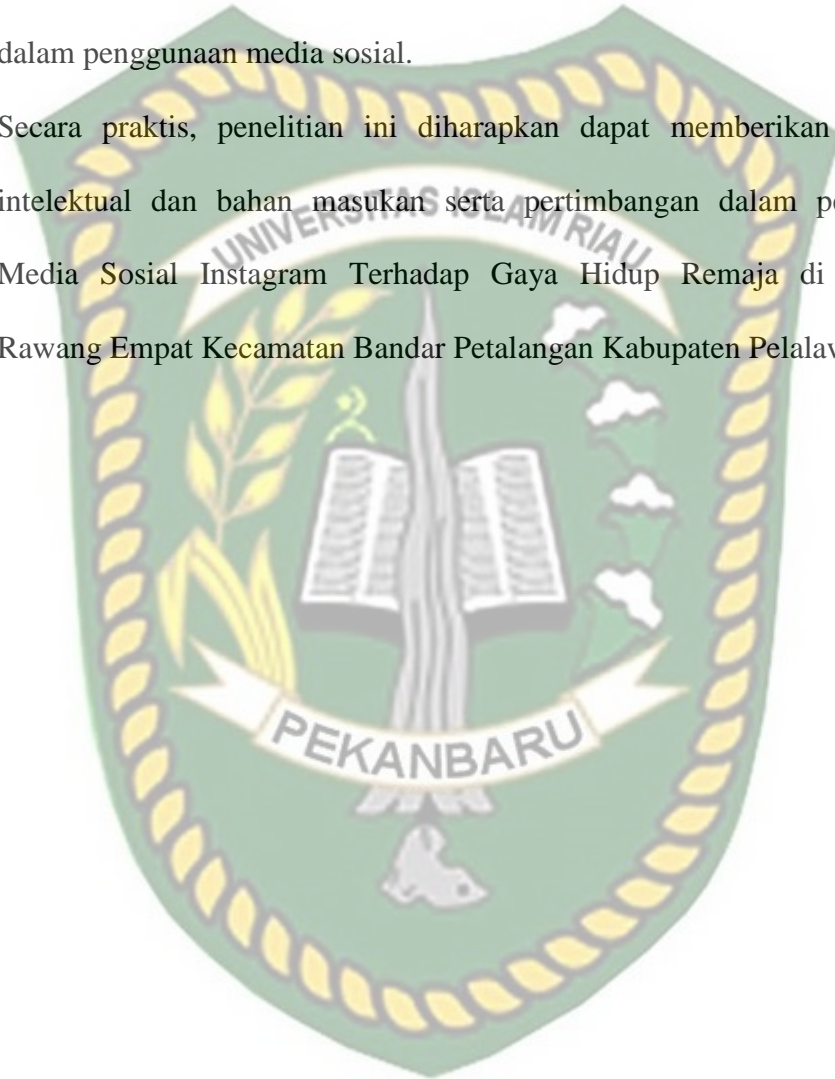 dalam penggunaan media sosial.
Secara praktis, penelitian ini diharapkan dapat memberikan
intelektual dan bahan masukan serta pertimbangan dalam
Media Sosial Instagram Terhadap Gaya Hidup Remaja di
Rawang Empat Kecamatan Bandar Petalangan Kabupaten
UNIVERSITAS ISLAM RIAU
PEKANBARU